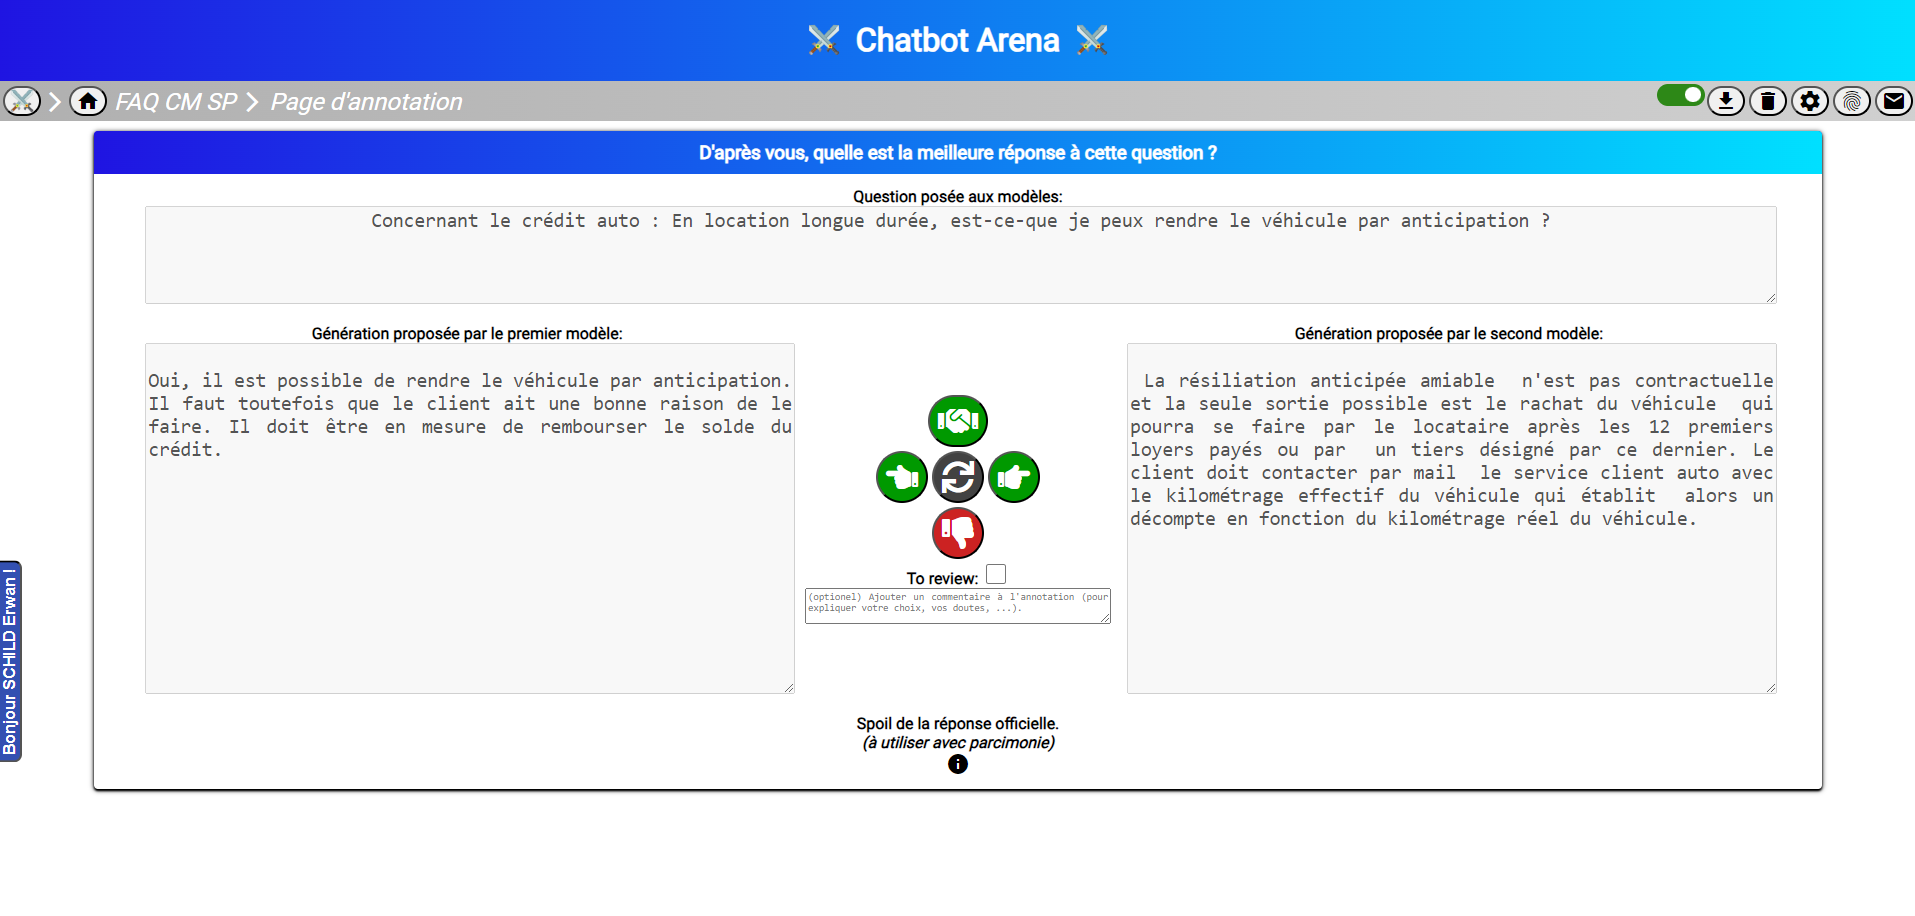 Chatbot Arena
FAQ CM SP
Page d'annotation
D'après vous, quelle est la meilleure réponse à cette question ?
Question posée aux modèles:
Concernant le crédit auto : En location longue durée, est-ce-que je peux rendre le véhicule par anticipation ?
Génération proposée par le premier modèle:
Oui, il est possible de rendre le véhicule par anticipation.
Il faut toutefois que le client ait une bonne raison de le
faire. Il doit être en mesure de rembourser le solde du
crédit.
Génération proposée par le second modèle:
La résiliation anticipée amiable  n'est pas contractuelle
et la seule sortie possible est le rachat du véhicule  qui
pourra se faire par le locataire après les 12 premiers
loyers payés ou par  un tiers désigné par ce dernier. Le
client doit contacter par mail  le service client auto avec
le kilométrage effectif du véhicule qui établit  alors un
décompte en fonction du kilométrage réel du véhicule.
To review:
(optionel) Ajouter un commentaire à l'annotation (pour
expliquer votre choix, vos doutes, ...).
Spoil de la réponse officielle.
(à utiliser avec parcimonie)
Bonjour SCHILD Erwan !